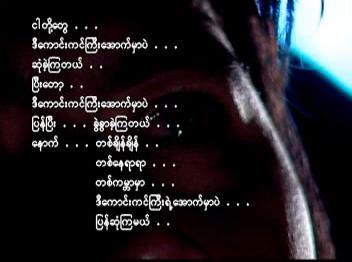 ငါတို့တွေ . . .
ဒီကောင်းကင်ကြီးအောက်မှာပဲ . . .
ဆုံခဲ့ကြတယ် . .
ပြီးတော့ . .
ဒီကောင်းကင်ကြီးအောက်မှာပဲ . . .
ပြန်ပြီး . . . . ခွဲခွာခဲ့ကြတယ် . . .
နောက် . . . . တစ်ချိန်ချိန် . .
တစ်နေရာရာ . . .
တစ်ကမ္ဘာမှာ . . .
ဒီကောင်းကင်ကြီးရဲ့အောက်မှာပဲ . . .
ပြန်ဆုံကြမယ် . .